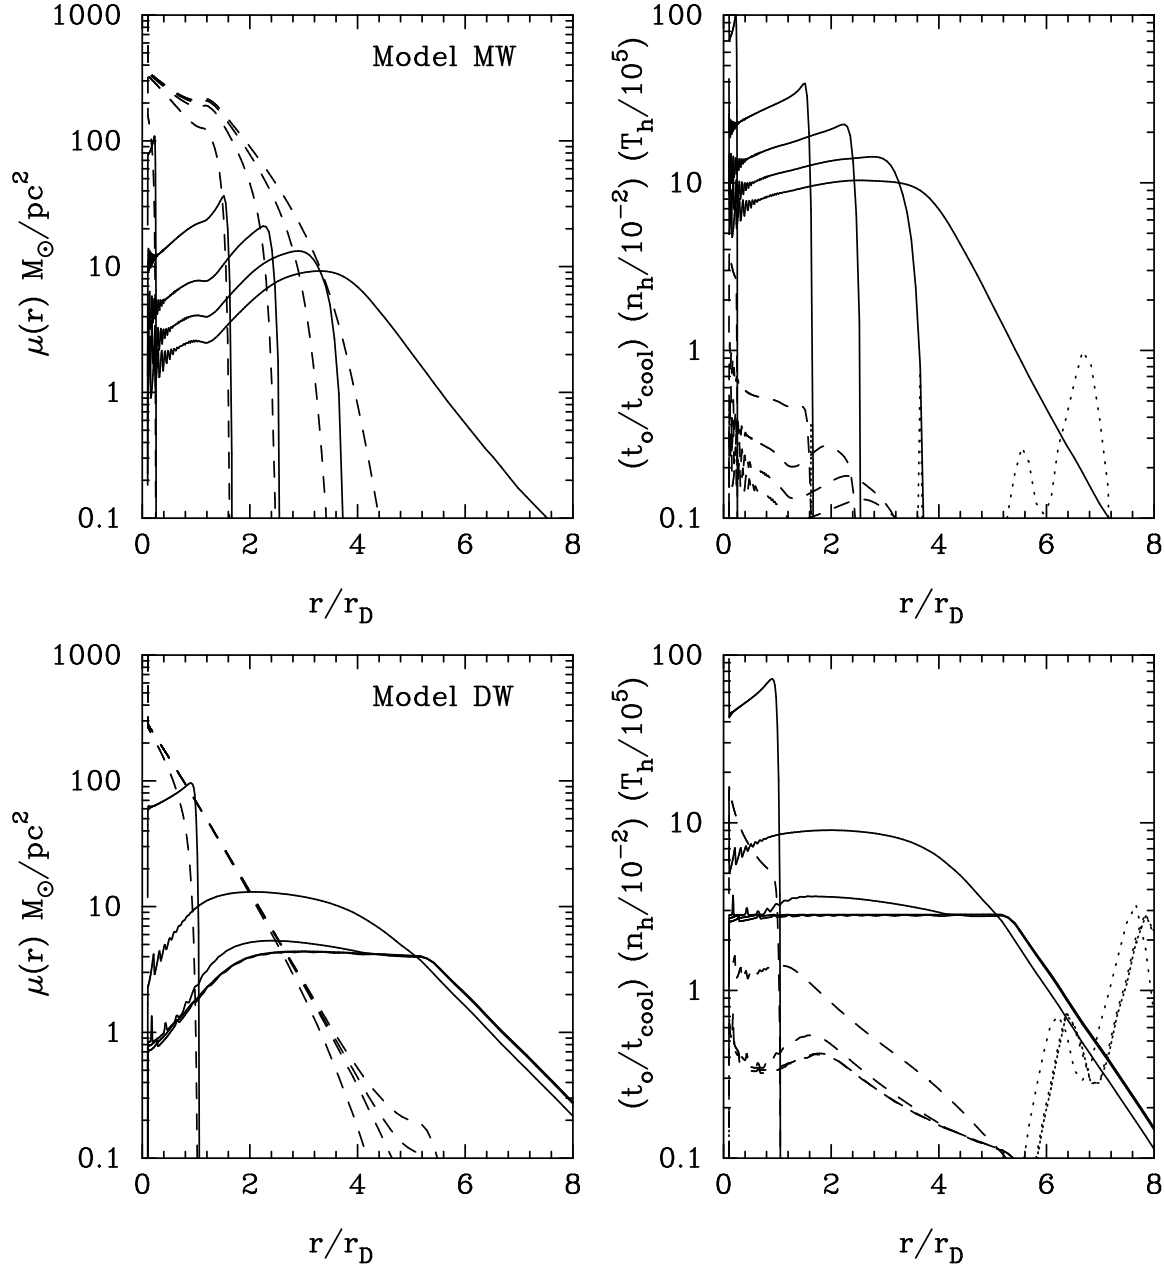 1000
100
10
1
0.1
μ(r) M⊙/pc²
Model MW
0 2 4 6 8
r/r_D
100
10
1
0.1
(t_o/t_cool) (n_h/10⁻²) (T_h/10⁵)
0 2 4 6 8
r/r_D
1000
100
10
1
0.1
μ(r) M⊙/pc²
Model DW
0 2 4 6 8
r/r_D
100
10
1
0.1
(t_o/t_cool) (n_h/10⁻²) (T_h/10⁵)
0 2 4 6 8
r/r_D